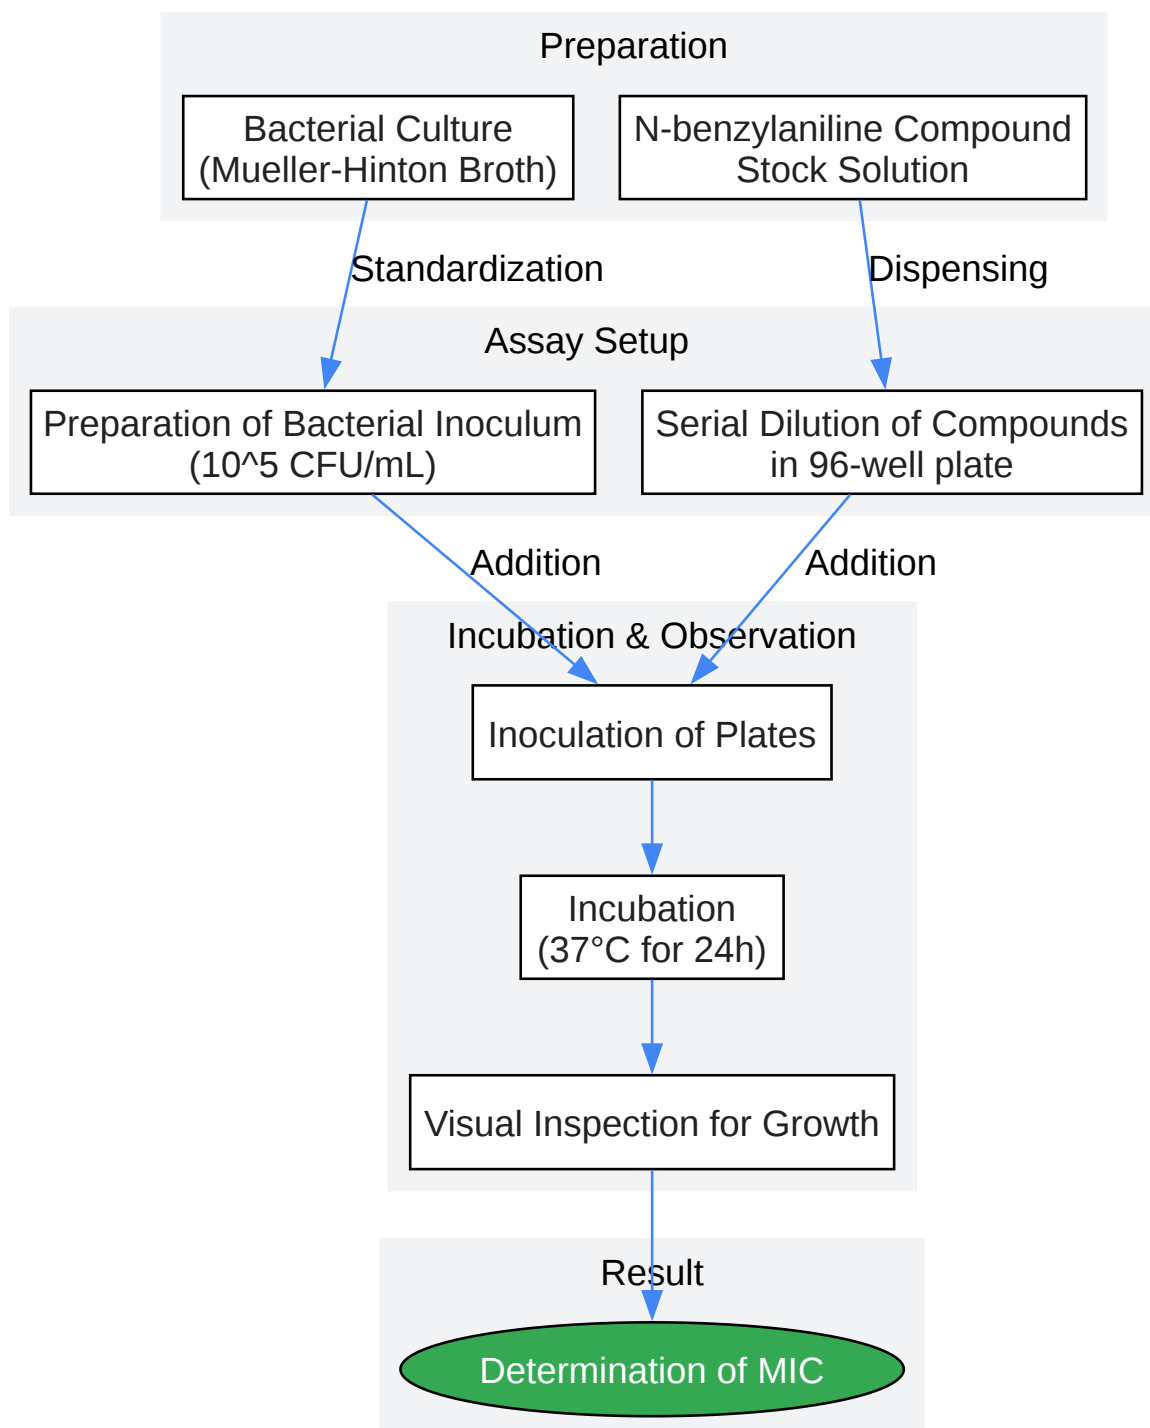 Preparation
Bacterial Culture
(Mueller-Hinton Broth)
N-benzylaniline Compound
Stock Solution
Standardization
Dispensing
Assay Setup
Preparation of Bacterial Inoculum
(10^5 CFU/mL)
Serial Dilution of Compounds
in 96-well plate
Addition
Addition
Incubation & Observation
Inoculation of Plates
Incubation
(37°C for 24h)
Visual Inspection for Growth
Result
Determination of MIC